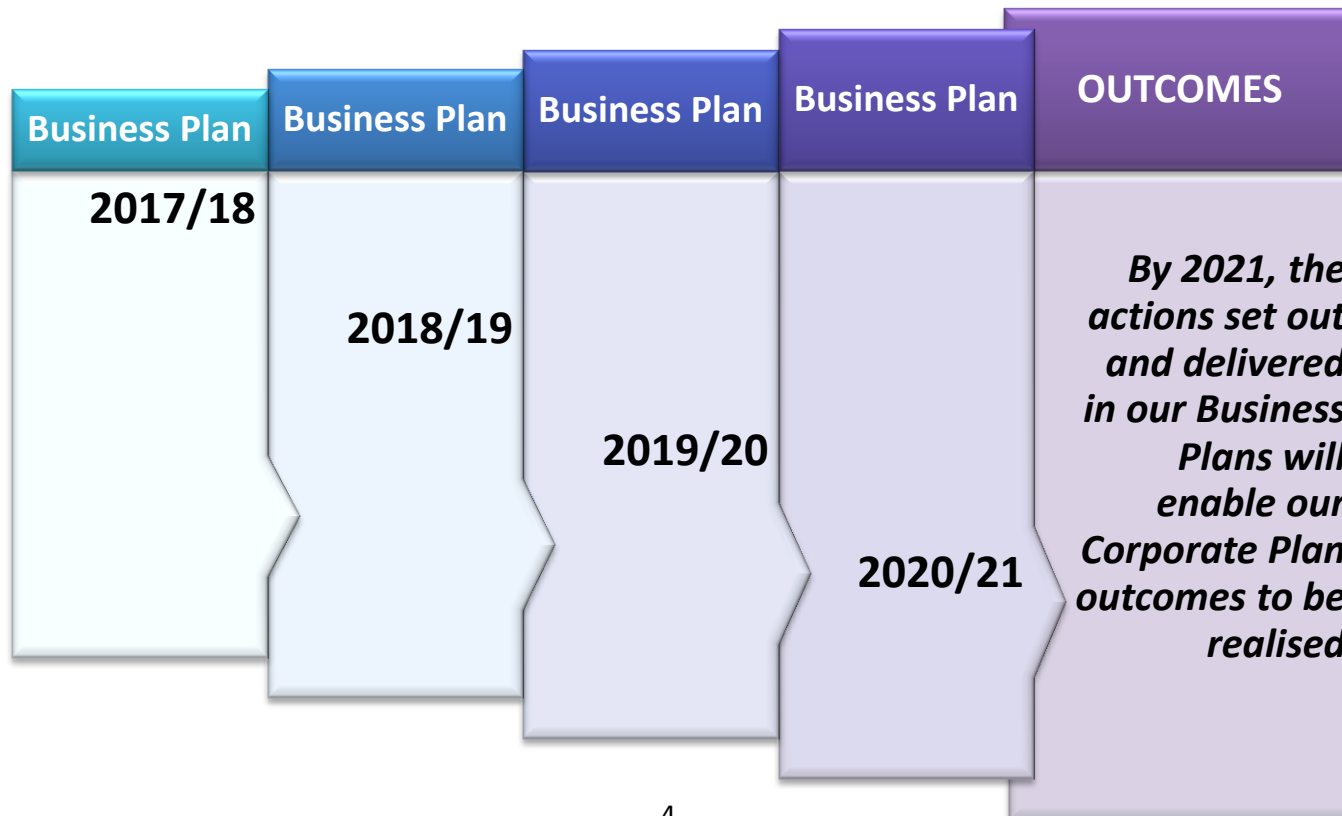 Business Plan
2017/18
Business Plan
2018/19
Business Plan
2019/20
Business Plan
2020/21
OUTCOMES
By 2021, the
actions set out
and delivered
in our Business
Plans will
enable our
Corporate Plan
outcomes to be
realised
4